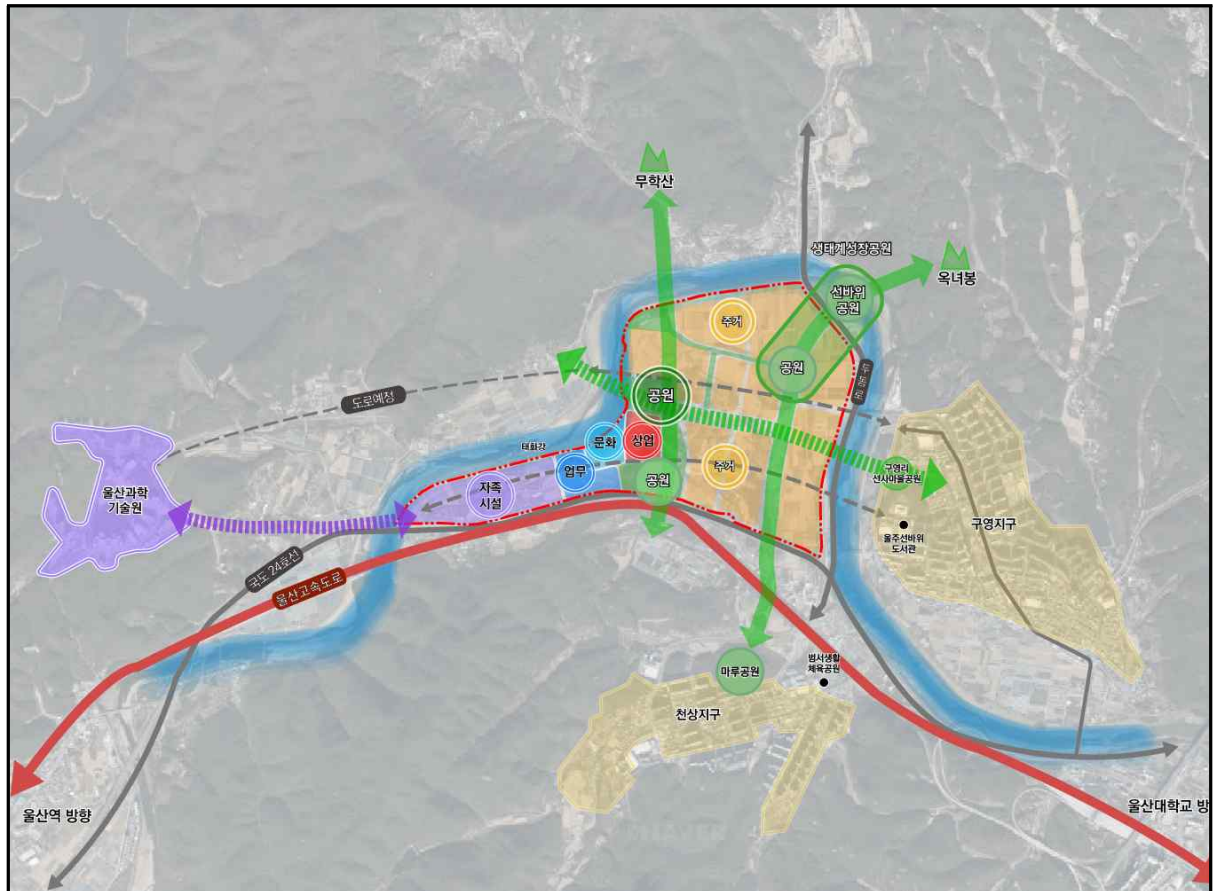 무학산
생태계성장공원
옥녀봉
선바위
공원
주거
공원
도로예정
공원
태화강
문화
상업
구영리
선사마을공원
주거
자족
시설
업무
공원
울산과학
기술원
구영지구
울주선바위
도서관
국도 24호선
울산고속도로
범서생활
체육공원
마루공원
천상지구
울산역 방향
울산대학교 방